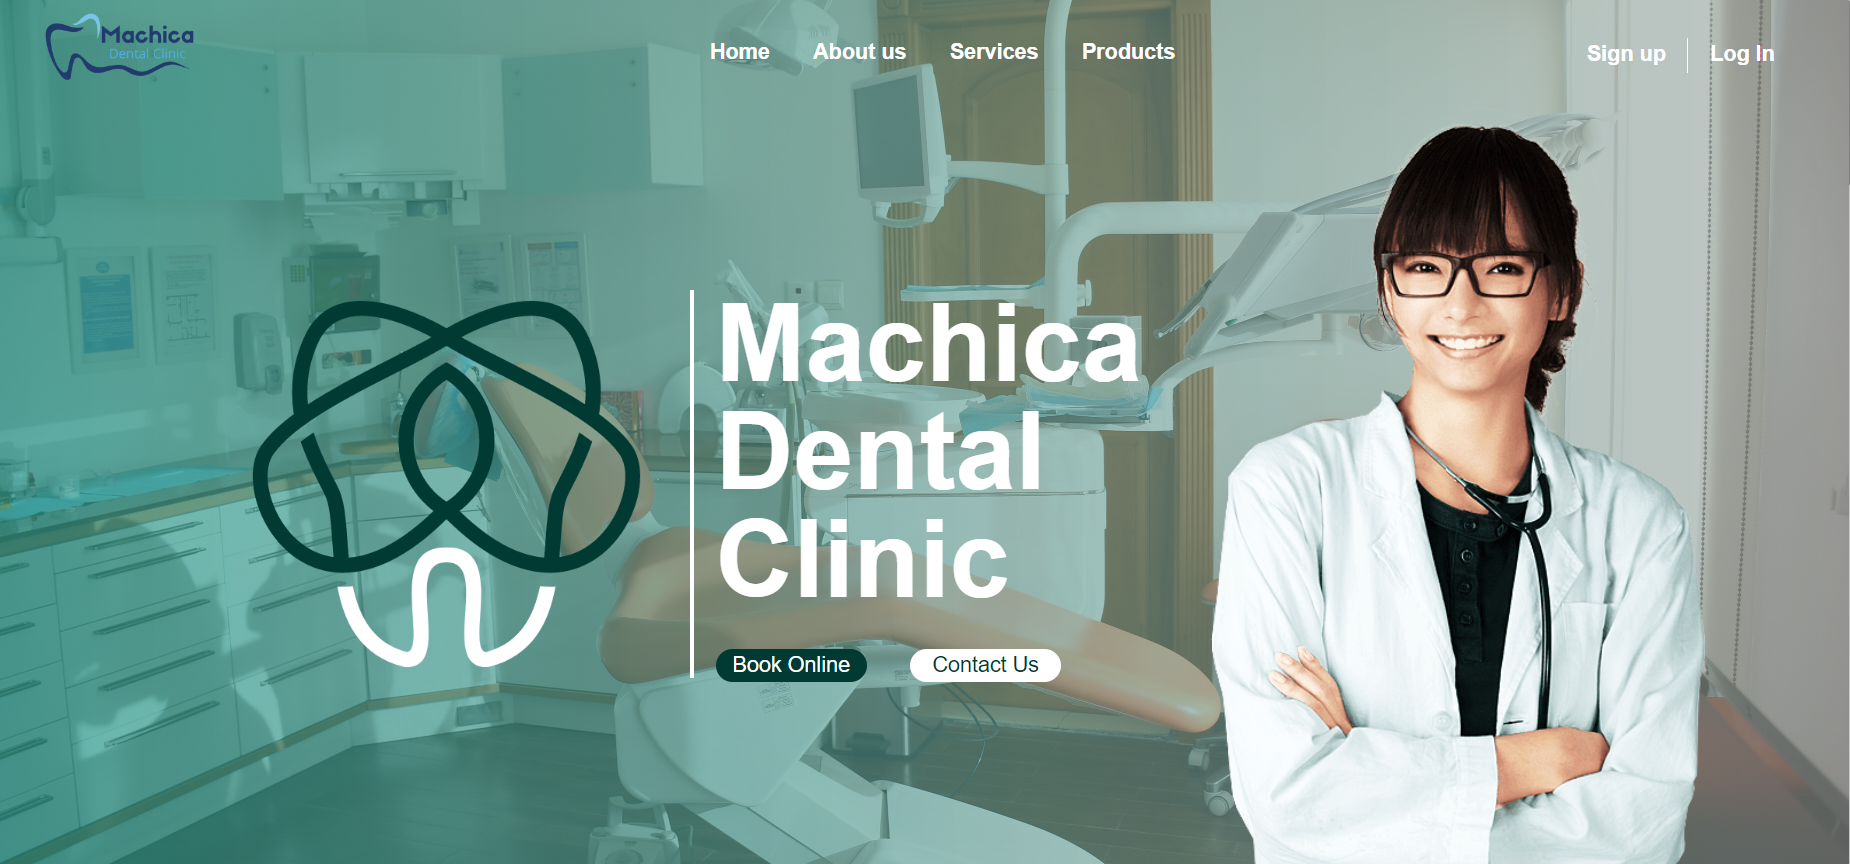 Machica
Dental Clinic
Home About us Services Products
Sign up Log In
Machica
Dental
Clinic
Book Online Contact Us